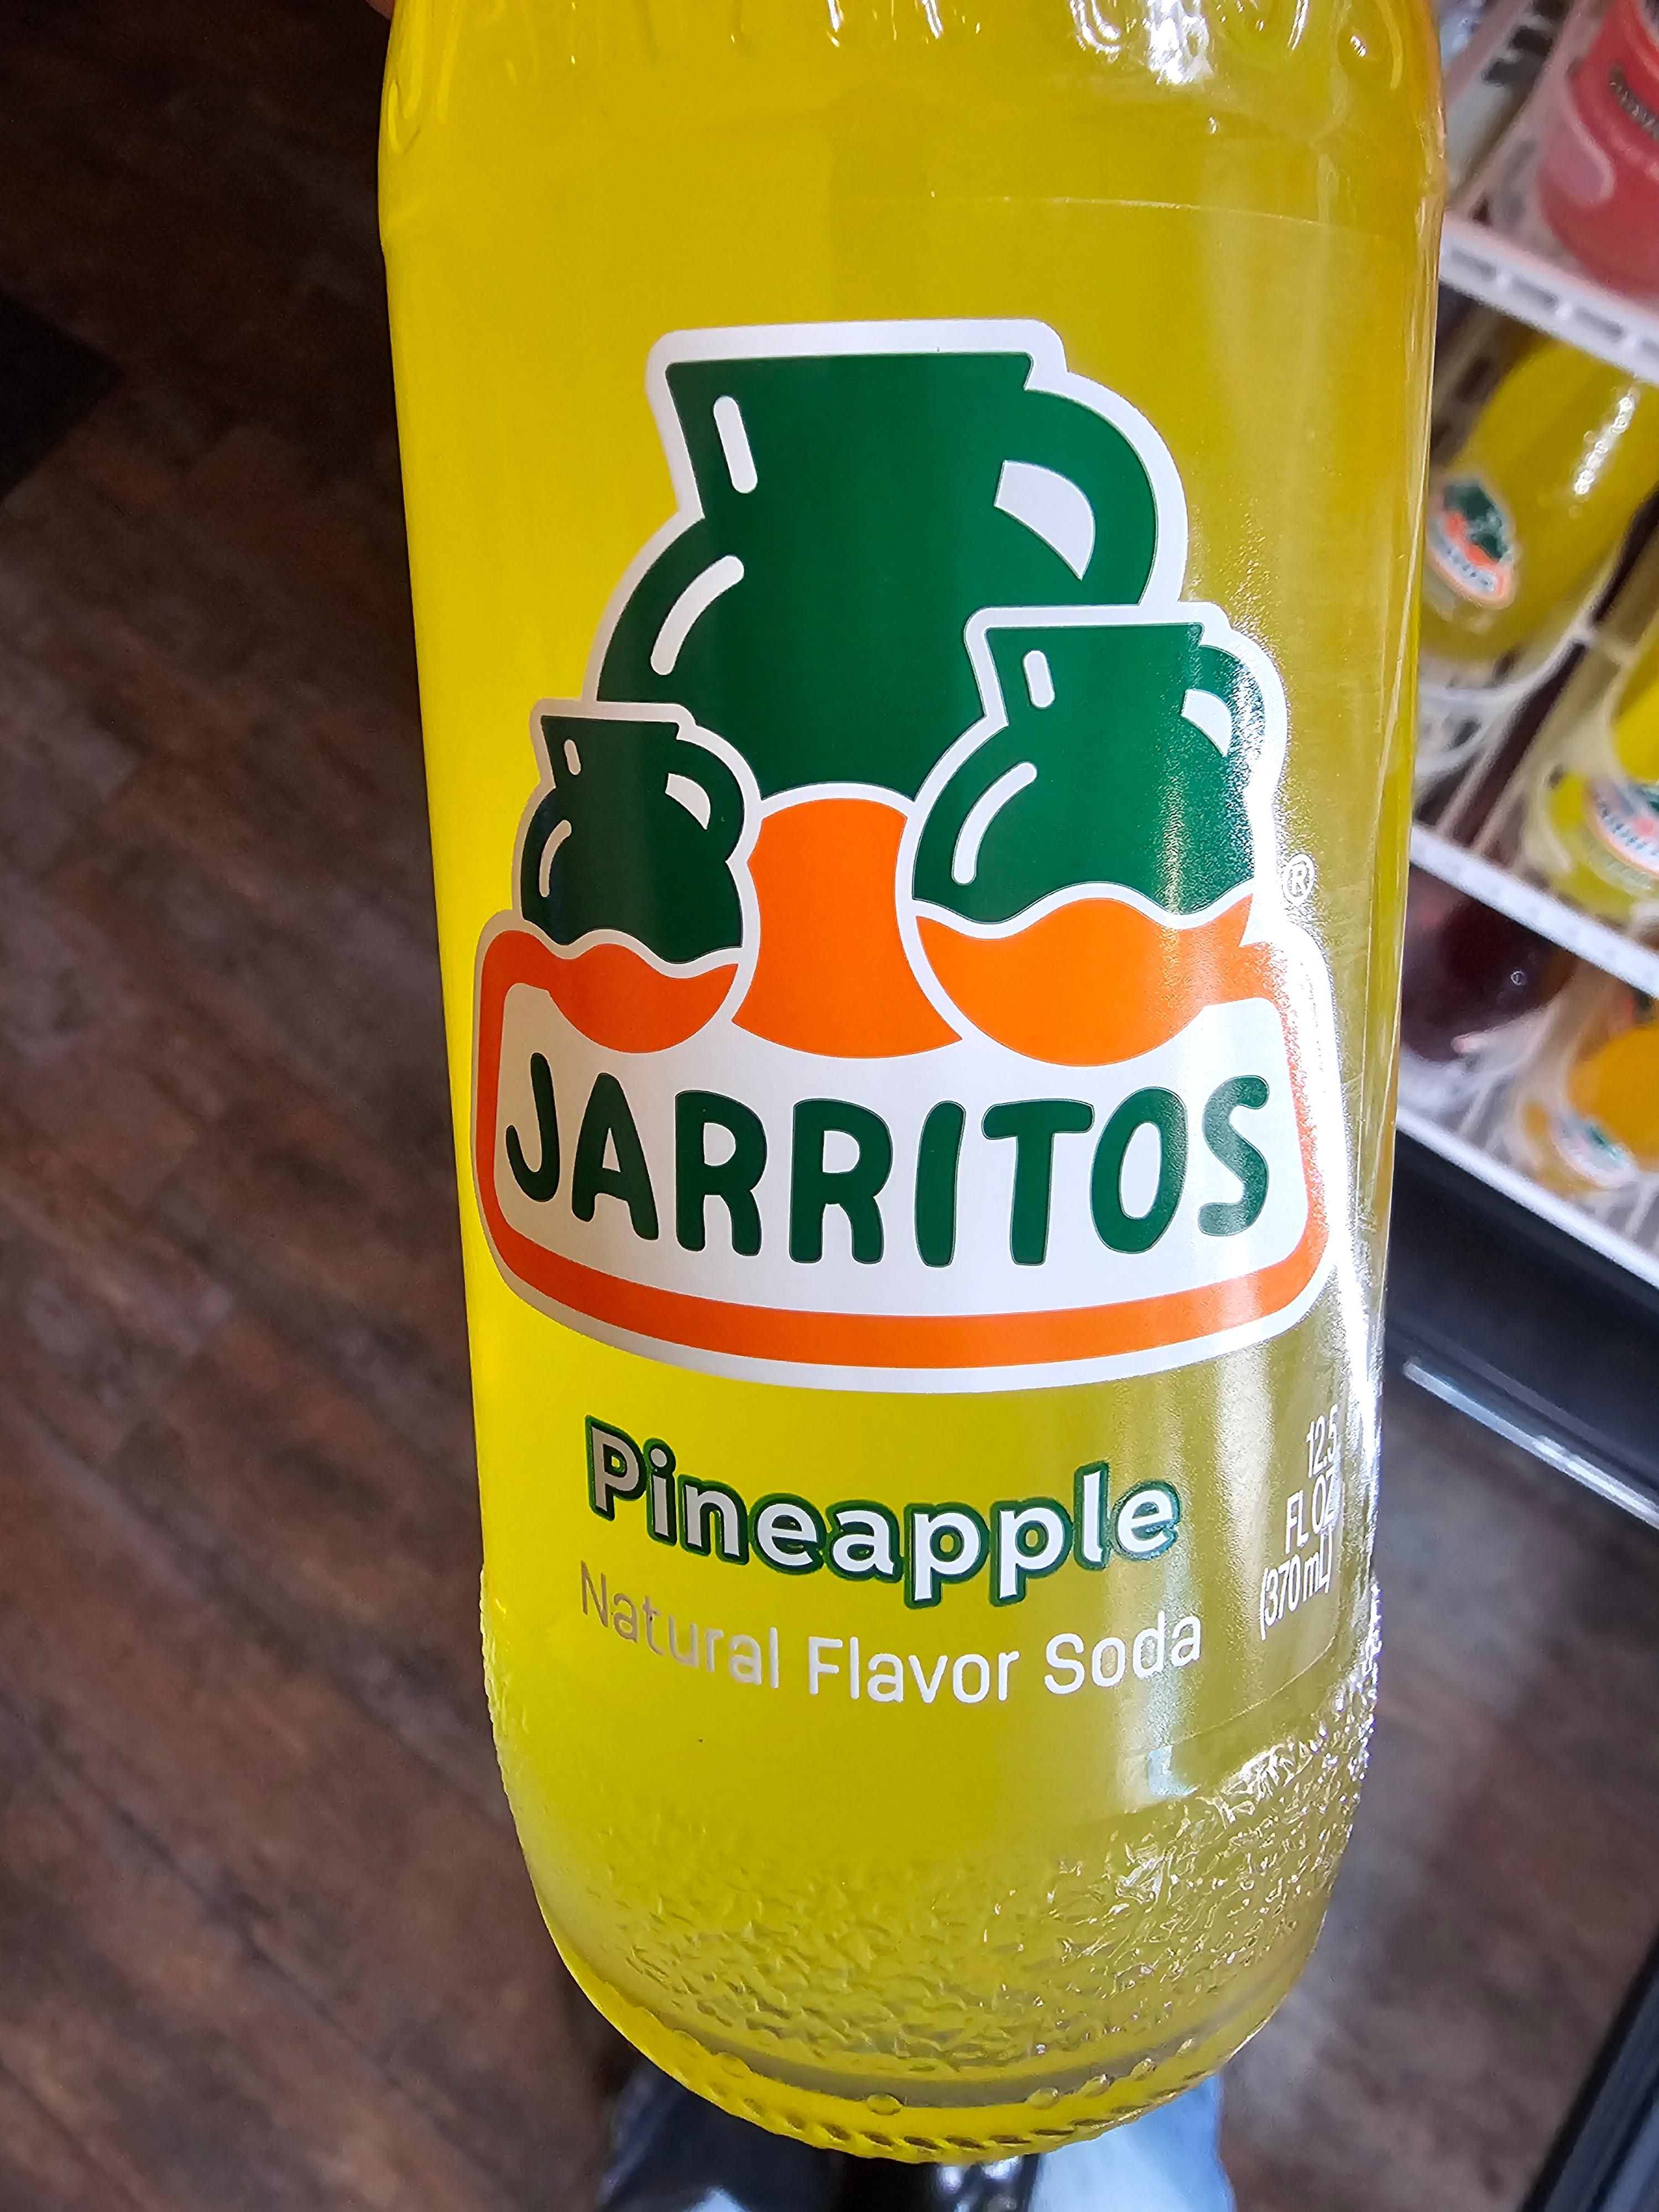 ®
JARRITOS
Pineapple
Natural Flavor Soda
12.5
FL OZ
(370 mL)